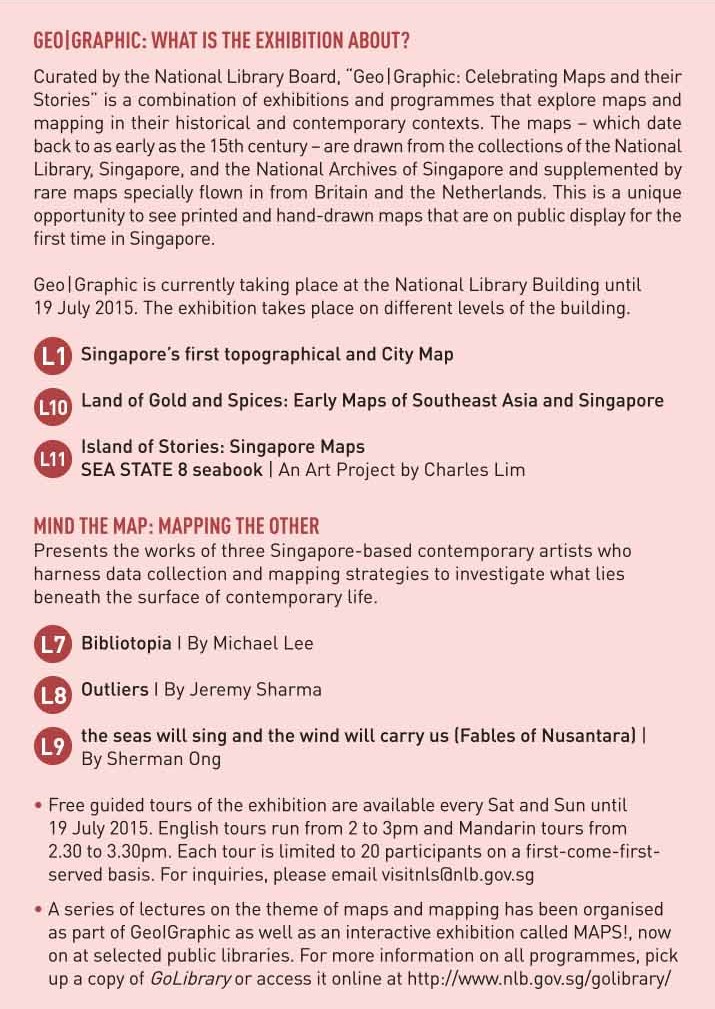 GEO|GRAPHIC: WHAT IS THE EXHIBITION ABOUT?
Curated by the National Library Board, "Geo|Graphic: Celebrating Maps and their
Stories" is a combination of exhibitions and programmes that explore maps and
mapping in their historical and contemporary contexts. The maps – which date
back to as early as the 15th century – are drawn from the collections of the National
Library, Singapore, and the National Archives of Singapore and supplemented by
rare maps specially flown in from Britain and the Netherlands. This is a unique
opportunity to see printed and hand-drawn maps that are on public display for the
first time in Singapore.
Geo|Graphic is currently taking place at the National Library Building until
19 July 2015. The exhibition takes place on different levels of the building.
L1 Singapore's first topographical and City Map
L10 Land of Gold and Spices: Early Maps of Southeast Asia and Singapore
L11 Island of Stories: Singapore Maps
SEA STATE 8 seabook | An Art Project by Charles Lim
MIND THE MAP: MAPPING THE OTHER
Presents the works of three Singapore-based contemporary artists who
harness data collection and mapping strategies to investigate what lies
beneath the surface of contemporary life.
L7 Bibliotopia I By Michael Lee
L8 Outliers I By Jeremy Sharma
L9 the seas will sing and the wind will carry us (Fables of Nusantara) |
By Sherman Ong
• Free guided tours of the exhibition are available every Sat and Sun until
19 July 2015. English tours run from 2 to 3pm and Mandarin tours from
2.30 to 3.30pm. Each tour is limited to 20 participants on a first-come-first-
served basis. For inquiries, please email visitnls@nlb.gov.sg
• A series of lectures on the theme of maps and mapping has been organised
as part of GeoIGraphic as well as an interactive exhibition called MAPS!, now
on at selected public libraries. For more information on all programmes, pick
up a copy of GoLibrary or access it online at http://www.nlb.gov.sg/golibrary/